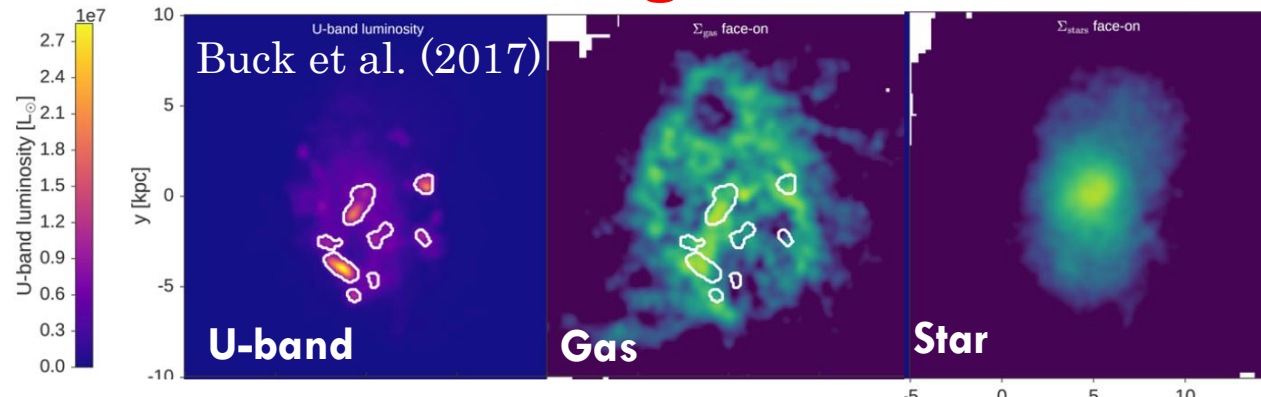 1e7
2.7
2.4
2.1
1.8
1.5
1.2
0.9
0.6
0.3
0.0
U-band luminosity [L⊙]
10
5
0
-5
-10
y [kpc]
U-band luminosity
Buck et al. (2017)
U-band
Σgas face-on
Gas
Σstars face-on
Star
-5 0 5 10